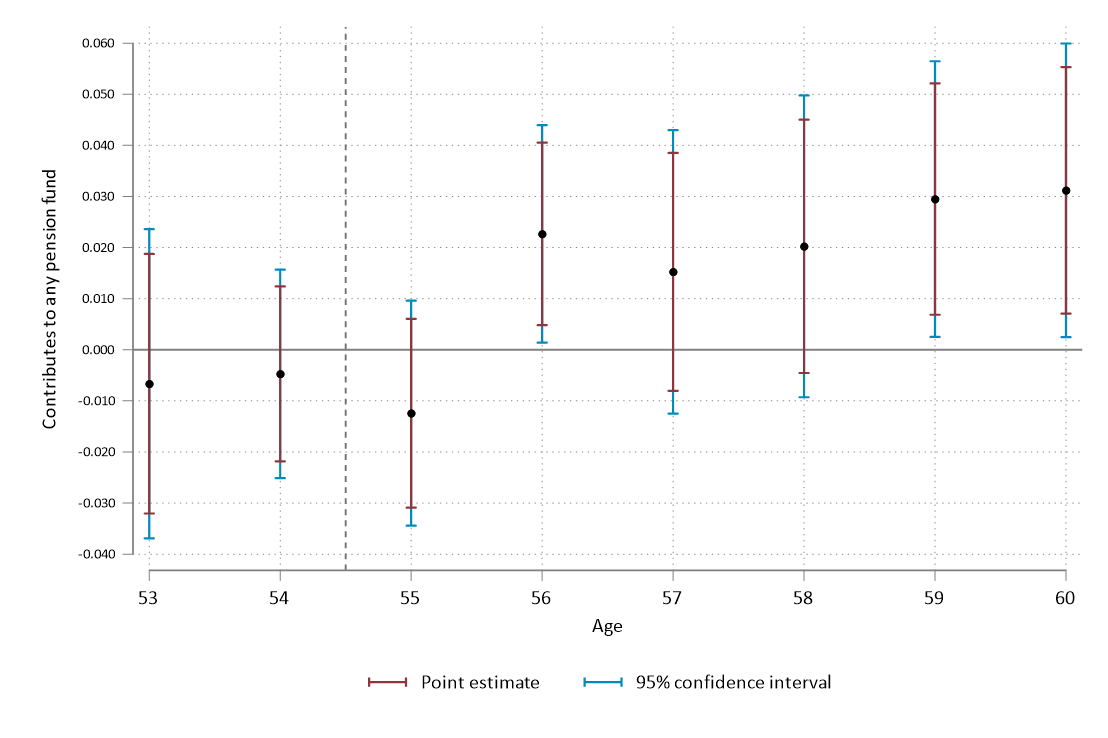 Contributes to any pension fund
0.060
0.050
0.040
0.030
0.020
0.010
0.000
-0.010
-0.020
-0.030
-0.040
53 54 55 56 57 58 59 60
Age
Point estimate 95% confidence interval